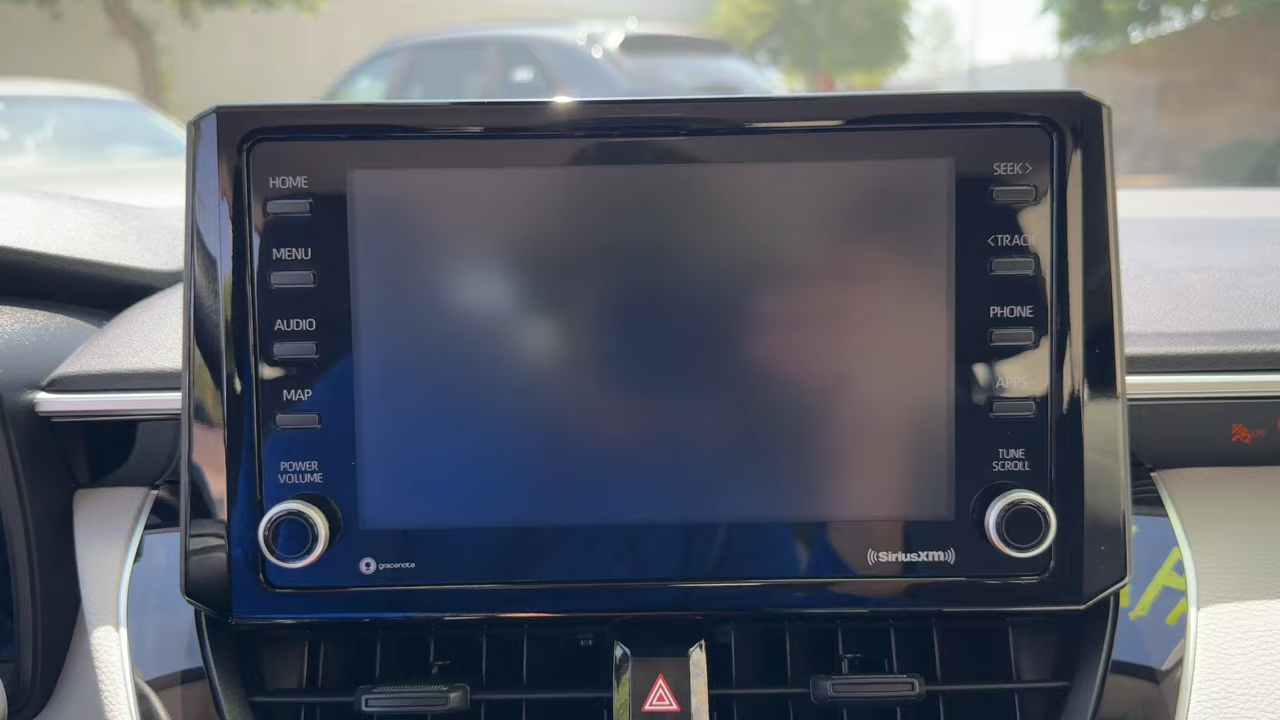 HOME
MENU
AUDIO
MAP
POWER
VOLUME
gracenote
SEEK>
<TRACK
PHONE
APPS
TUNE
SCROLL
SiriusXM